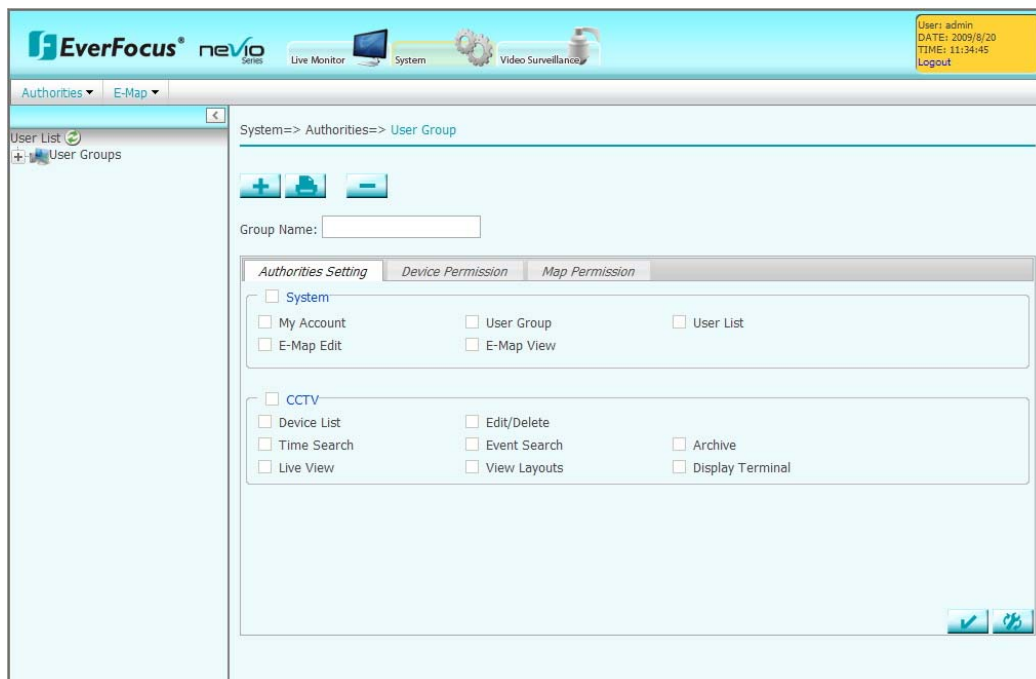 EverFocus® nevio Series
Live Monitor
System
Video Surveillance
User: admin
DATE: 2009/8/20
TIME: 11:34:45
Logout
Authorities
E-Map
User List
User Groups
System=> Authorities=> User Group
Group Name:
Authorities Setting
Device Permission
Map Permission
System
My Account
User Group
User List
E-Map Edit
E-Map View
CCTV
Device List
Edit/Delete
Time Search
Event Search
Archive
Live View
View Layouts
Display Terminal